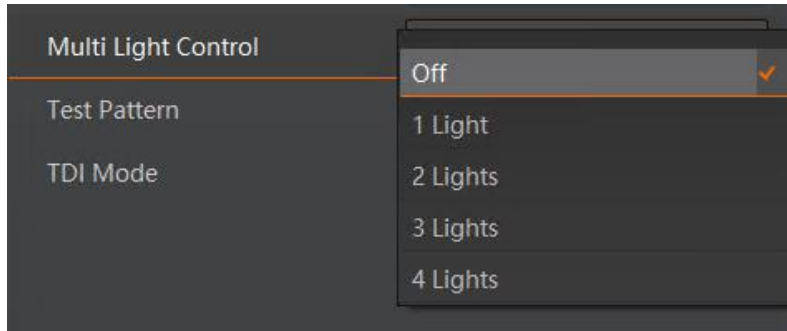 Multi Light Control
Off
Test Pattern
1 Light
TDI Mode
2 Lights
3 Lights
4 Lights